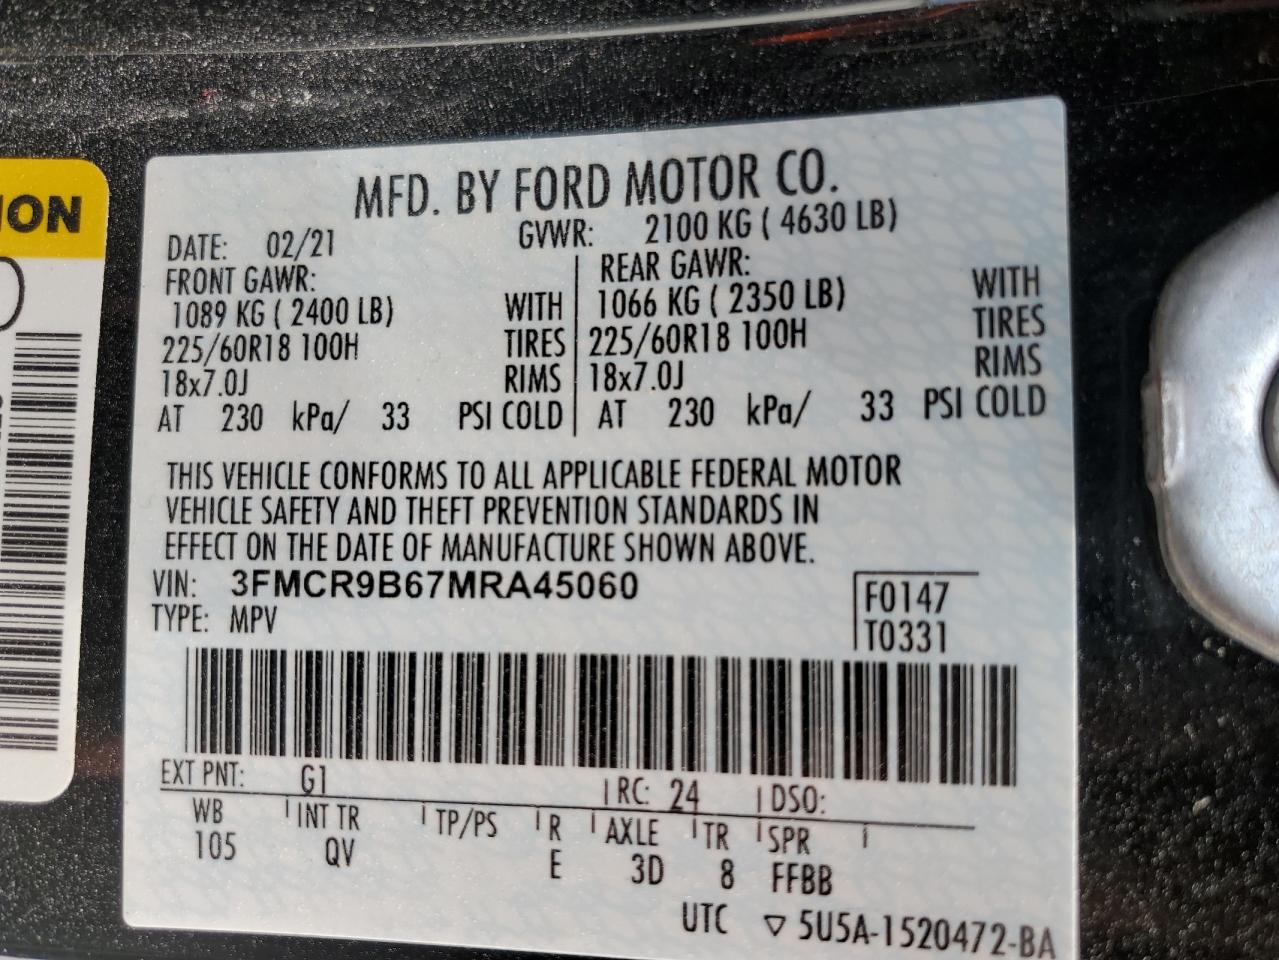 ION
MFD. BY FORD MOTOR CO.
DATE: 02/21 GVWR: 2100 KG ( 4630 LB)
FRONT GAWR: REAR GAWR:
1089 KG ( 2400 LB) WITH 1066 KG ( 2350 LB) WITH
225/60R18 100H TIRES 225/60R18 100H TIRES
18x7.0J RIMS 18x7.0J RIMS
AT 230 kPa/ 33 PSI COLD AT 230 kPa/ 33 PSI COLD
THIS VEHICLE CONFORMS TO ALL APPLICABLE FEDERAL MOTOR
VEHICLE SAFETY AND THEFT PREVENTION STANDARDS IN
EFFECT ON THE DATE OF MANUFACTURE SHOWN ABOVE.
VIN: 3FMCR9B67MRA45060 F0147
TYPE: MPV T0331
EXT PNT: G1 RC: 24 DSO:
WB INT TR TP/PS R AXLE TR SPR
105 QV E 3D 8 FFBB
UTC ▽ 5U5A-1520472-BA